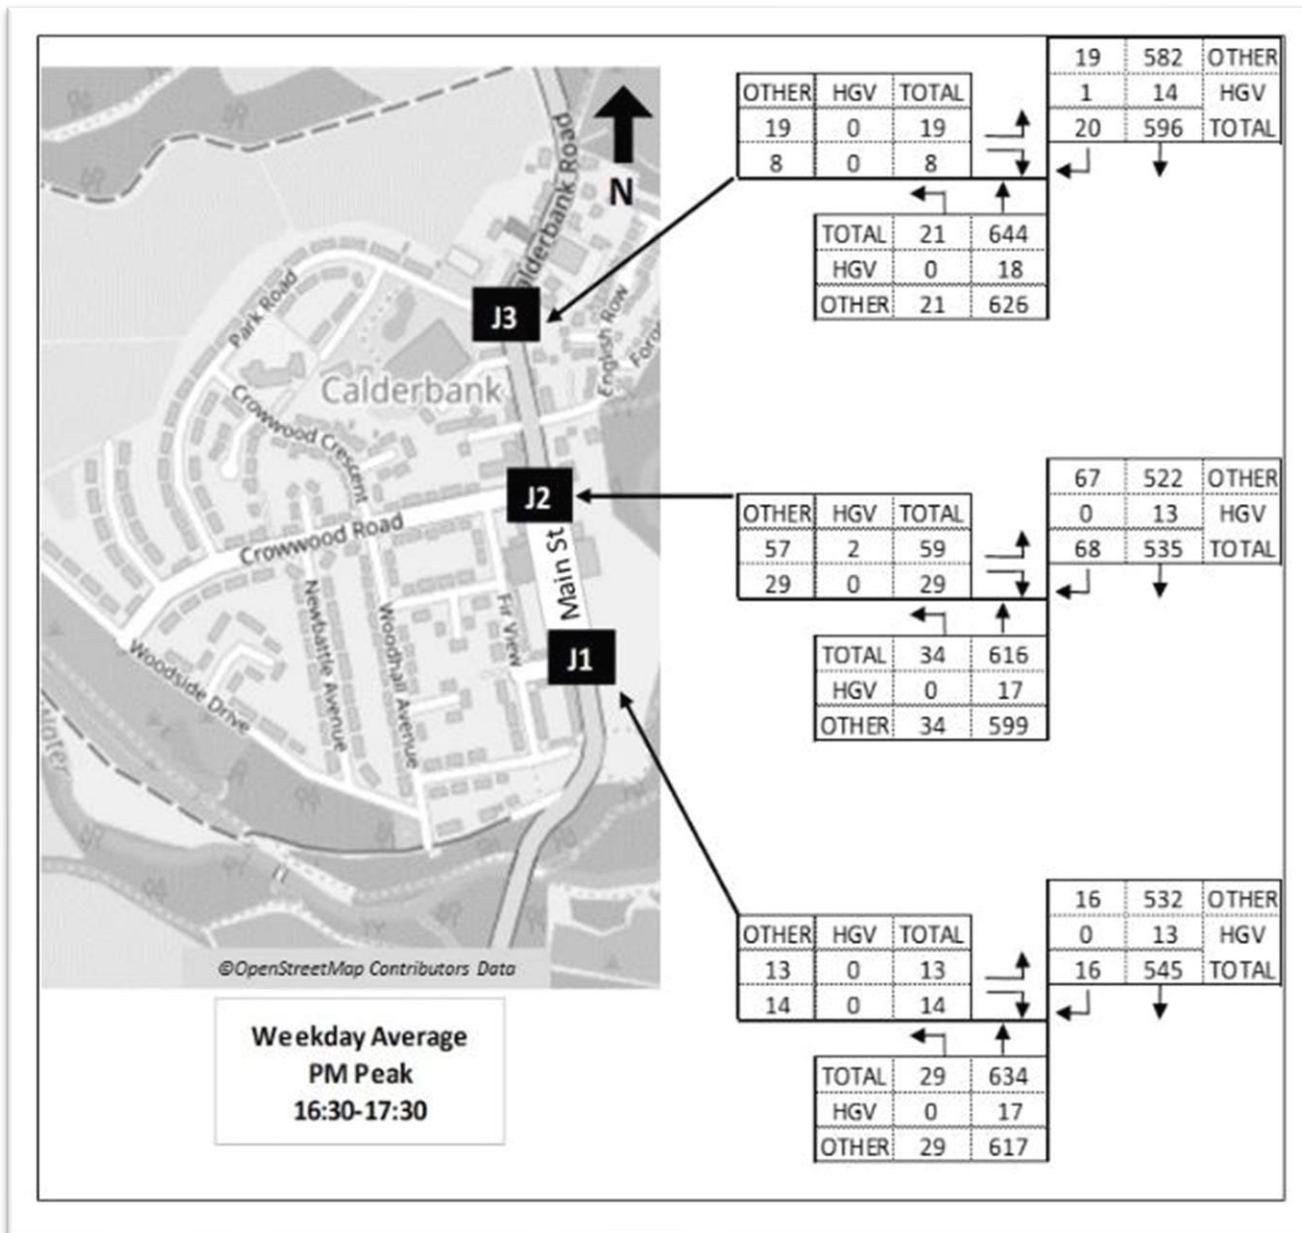 19 582 OTHER
1 14 HGV
20 596 TOTAL
OTHER HGV TOTAL
19 0 19
8 0 8
TOTAL 21 644
HGV 0 18
OTHER 21 626
67 522 OTHER
0 13 HGV
68 535 TOTAL
OTHER HGV TOTAL
57 2 59
29 0 29
TOTAL 34 616
HGV 0 17
OTHER 34 599
16 532 OTHER
0 13 HGV
16 545 TOTAL
OTHER HGV TOTAL
13 0 13
14 0 14
TOTAL 29 634
HGV 0 17
OTHER 29 617
N
Calderbank Road
alderbank Road
Park Road
J3
English Row
Calderbank
Crowwood Crescent
J2
Crowwood Road
Main St
Newbattle Avenue
Woodhall Avenue
Fir View
J1
Woodside Drive
©OpenStreetMap Contributors Data
Weekday Average
PM Peak
16:30-17:30